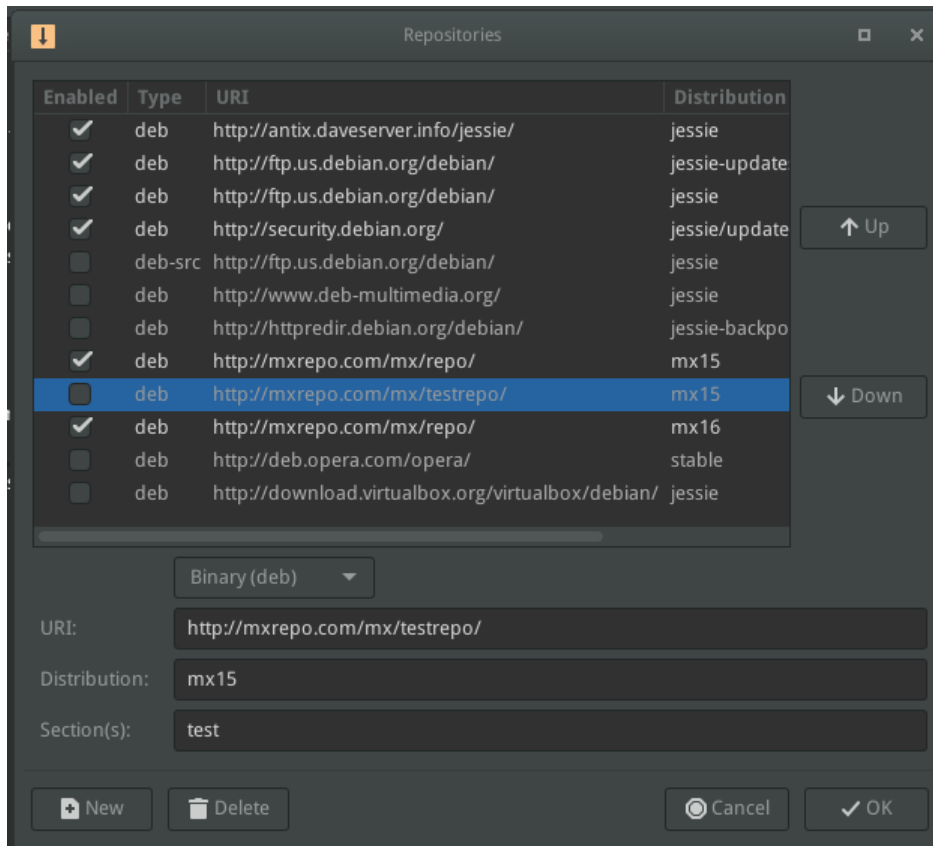 Repositories
Enabled Type URI Distribution
deb http://antix.daveserver.info/jessie/ jessie
deb http://ftp.us.debian.org/debian/ jessie-update
deb http://ftp.us.debian.org/debian/ jessie
deb http://security.debian.org/ jessie/update
deb-src http://ftp.us.debian.org/debian/ jessie
deb http://www.deb-multimedia.org/ jessie
deb http://httpredir.debian.org/debian/ jessie-backpo
deb http://mxrepo.com/mx/repo/ mx15
deb http://mxrepo.com/mx/testrepo/ mx15
deb http://mxrepo.com/mx/repo/ mx16
deb http://deb.opera.com/opera/ stable
deb http://download.virtualbox.org/virtualbox/debian/ jessie
Up
Down
Binary (deb)
URI: http://mxrepo.com/mx/testrepo/
Distribution: mx15
Section(s): test
New Delete Cancel OK